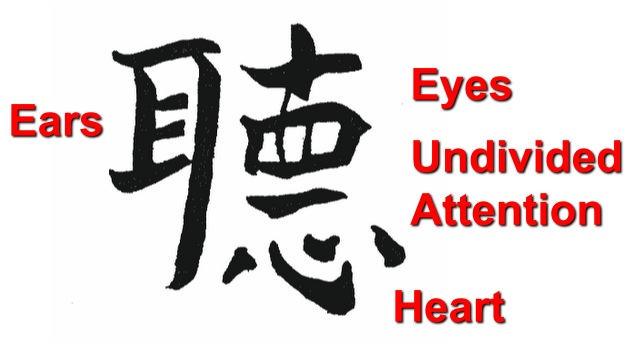 Ears
聽
Eyes
Undivided
Attention
Heart